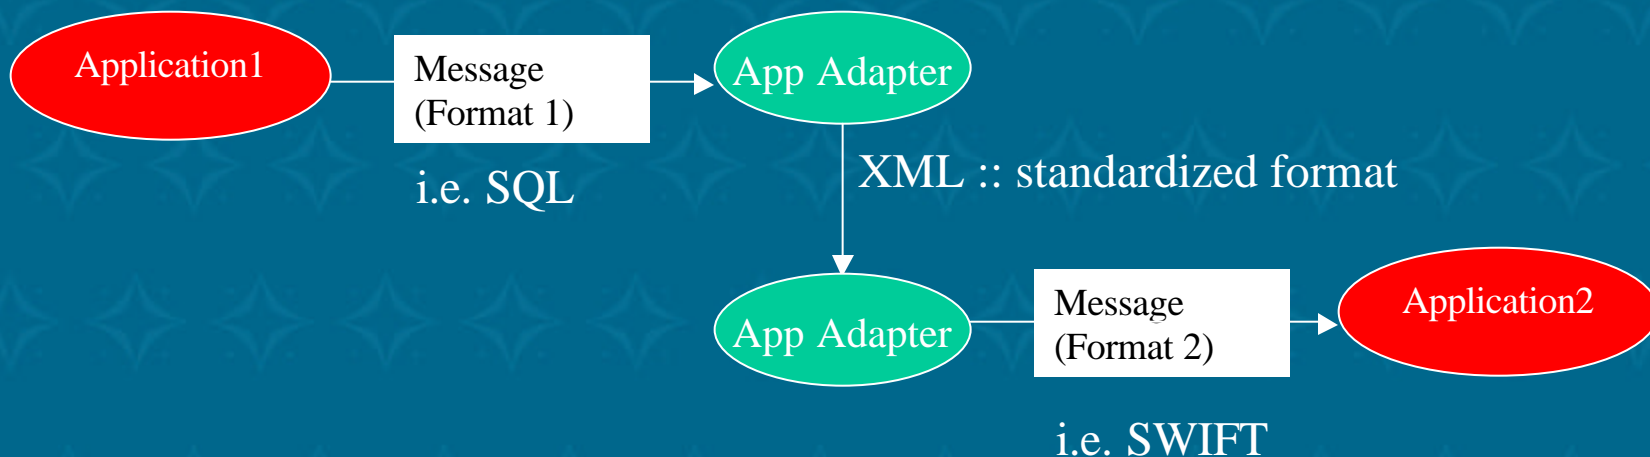 Application1
Message
(Format 1)
i.e. SQL
App Adapter
XML :: standardized format
App Adapter
Message
(Format 2)
i.e. SWIFT
Application2